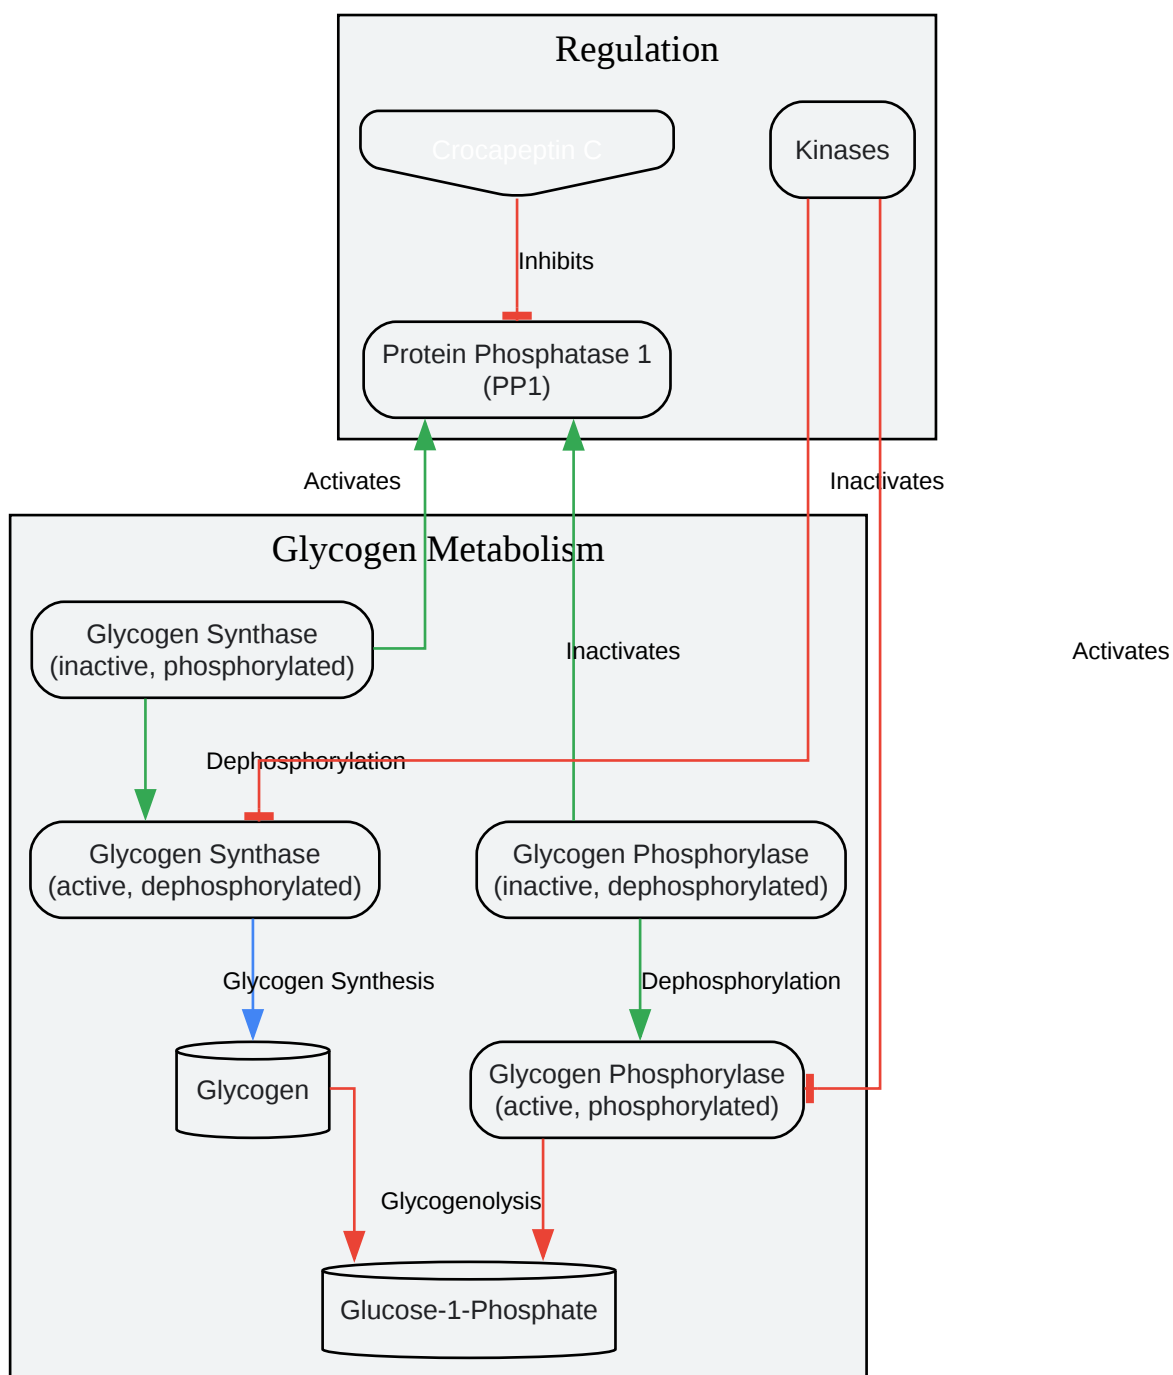 Regulation
Crocapeptin C
Kinases
Inhibits
Protein Phosphatase 1
(PP1)
Activates
Inactivates
Glycogen Metabolism
Glycogen Synthase
(inactive, phosphorylated)
Inactivates
Activates
Dephosphorylation
Glycogen Synthase
(active, dephosphorylated)
Glycogen Phosphorylase
(inactive, dephosphorylated)
Glycogen Synthesis
Dephosphorylation
Glycogen
Glycogen Phosphorylase
(active, phosphorylated)
Glycogenolysis
Glucose-1-Phosphate